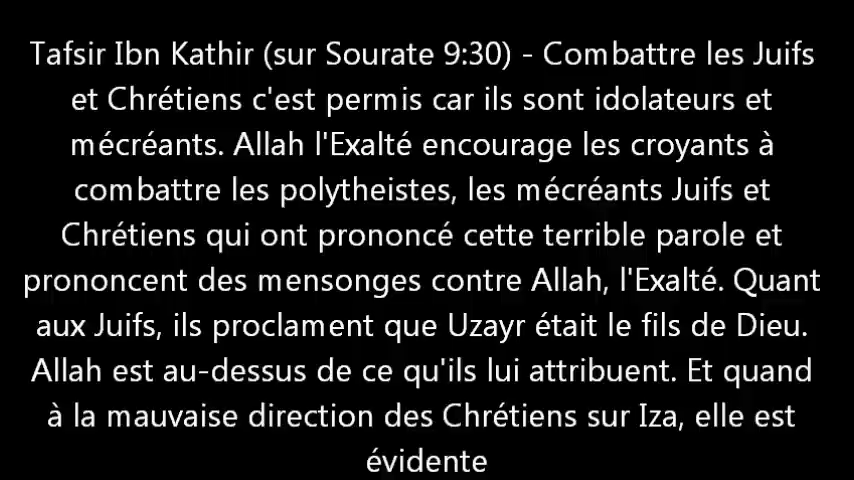 Tafsir Ibn Kathir (sur Sourate 9:30) - Combattre les Juifs
et Chrétiens c'est permis car ils sont idolateurs et
mécréants. Allah l'Exalté encourage les croyants à
combattre les polytheistes, les mécréants Juifs et
Chrétiens qui ont prononcé cette terrible parole et
prononcent des mensonges contre Allah, l'Exalté. Quant
aux Juifs, ils proclament que Uzayr était le fils de Dieu.
Allah est au-dessus de ce qu'ils lui attribuent. Et quand
à la mauvaise direction des Chrétiens sur Iza, elle est
évidente